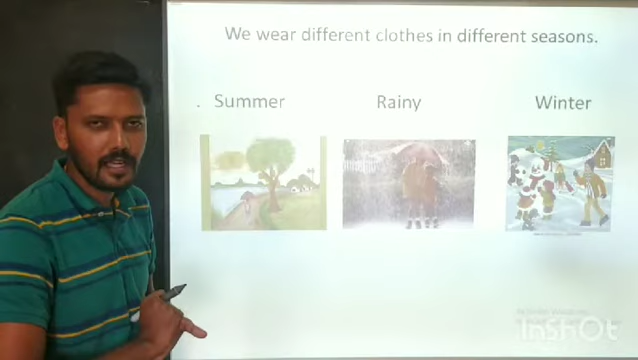 We wear different clothes in different seasons.
Summer Rainy Winter
InShOt